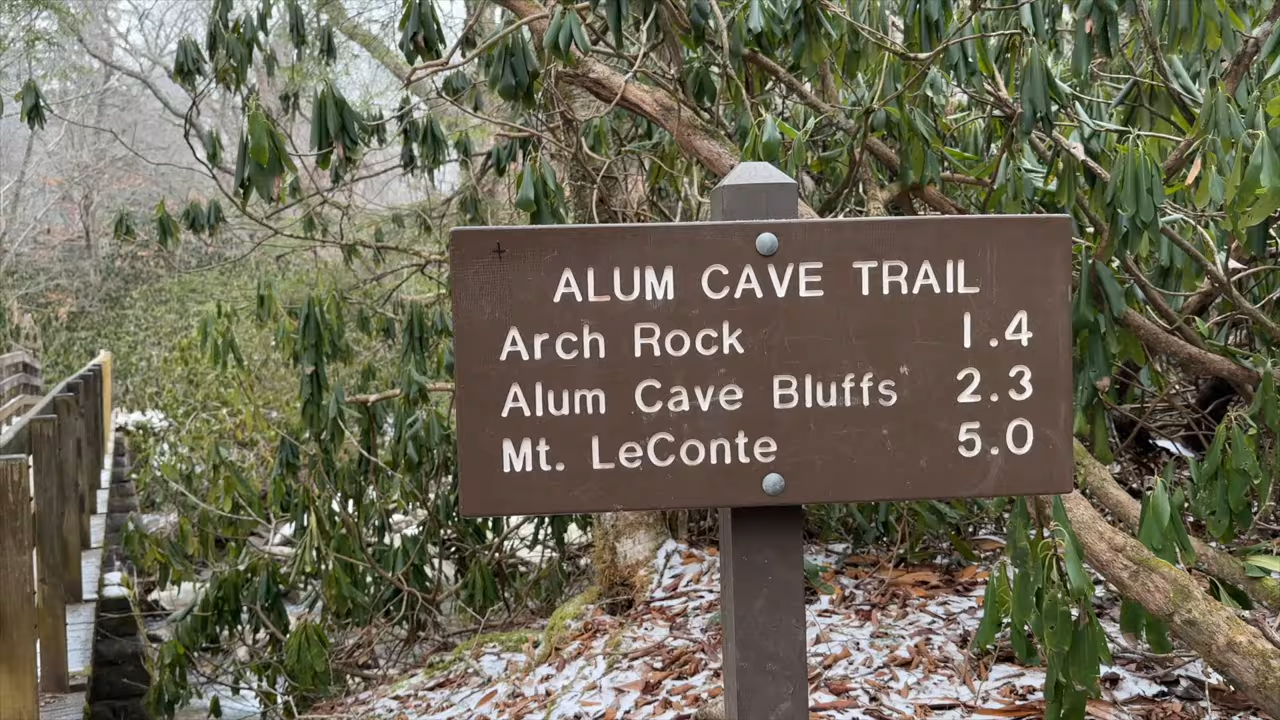 ALUM CAVE TRAIL
Arch Rock 1.4
Alum Cave Bluffs 2.3
Mt. LeConte 5.0